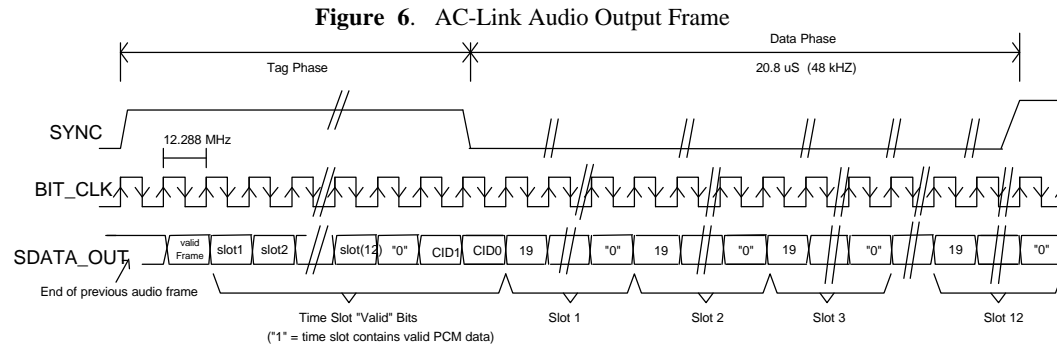 Figure 6. AC-Link Audio Output Frame
Data Phase
Tag Phase
20.8 uS (48 kHZ)
SYNC
12.288 MHz
BIT_CLK
SDATA_OUT
valid
Frame
slot1
slot2
slot(12)
"0"
CID1
CID0
19
"0"
19
"0"
19
"0"
19
"0"
End of previous audio frame
Time Slot "Valid" Bits
("1" = time slot contains valid PCM data)
Slot 1
Slot 2
Slot 3
Slot 12